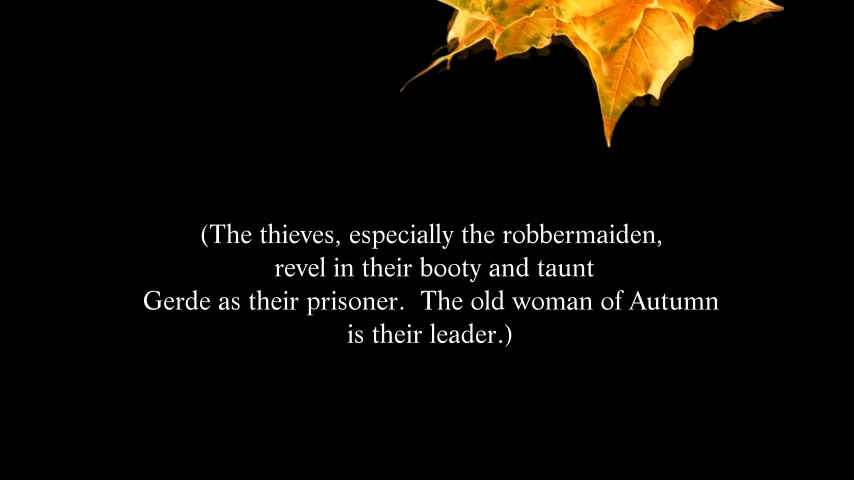 (The thieves, especially the robbermaiden,
revel in their booty and taunt
Gerde as their prisoner.  The old woman of Autumn
is their leader.)